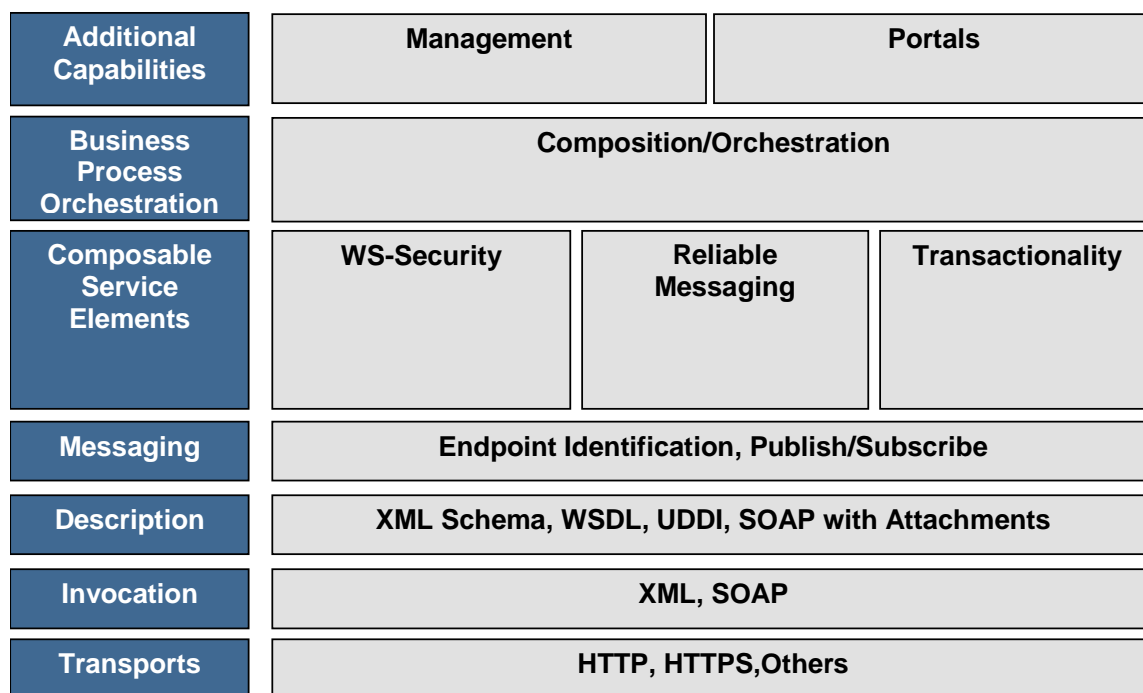 Additional
Capabilities
Management
Portals
Business
Process
Orchestration
Composition/Orchestration
Composable
Service
Elements
WS-Security
Reliable
Messaging
Transactionality
Messaging
Endpoint Identification, Publish/Subscribe
Description
XML Schema, WSDL, UDDI, SOAP with Attachments
Invocation
XML, SOAP
Transports
HTTP, HTTPS,Others